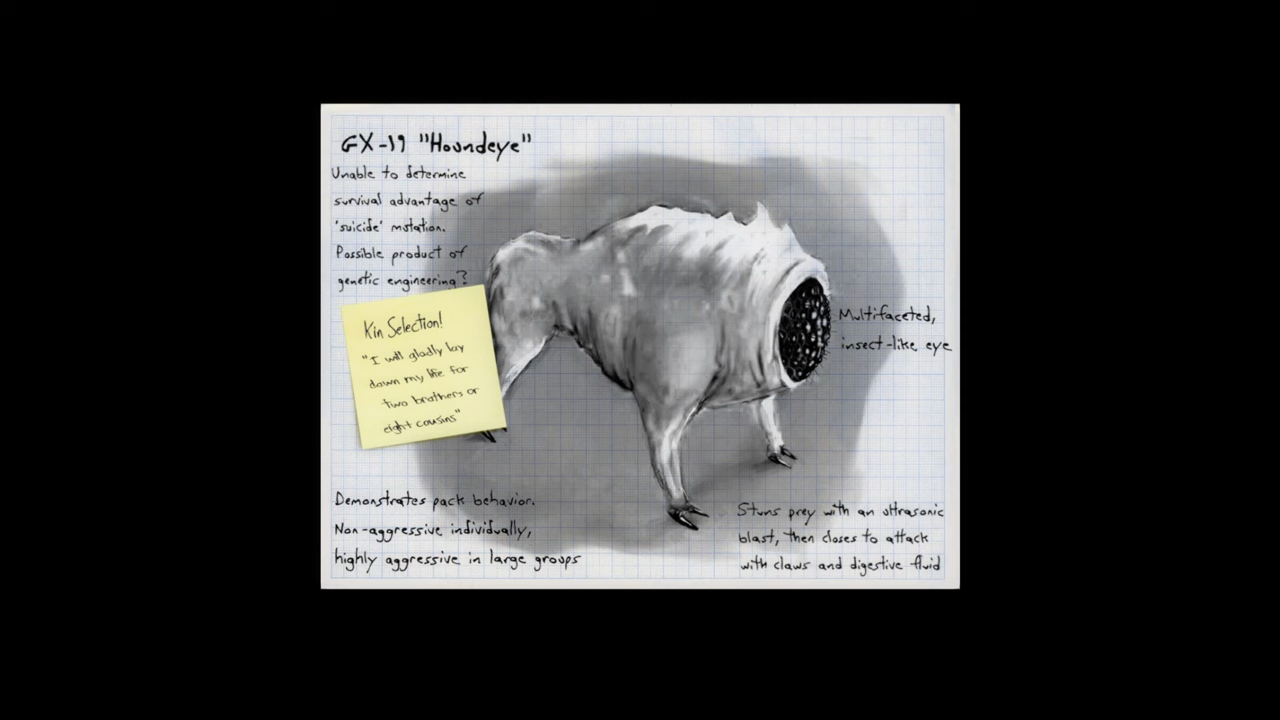 GX-19 "Houndeye"
Unable to determine
survival advantage of
'suicide' mutation.
Possible product of
genetic engineering?
Kin Selection!
"I will gladly lay
down my life for
two brothers or
eight cousins"
Multifaceted,
insect-like eye
Demonstrates pack behavior.
Non-aggressive individually,
highly aggressive in large groups
Stuns prey with an ultrasonic
blast, then closes to attack
with claws and digestive fluid